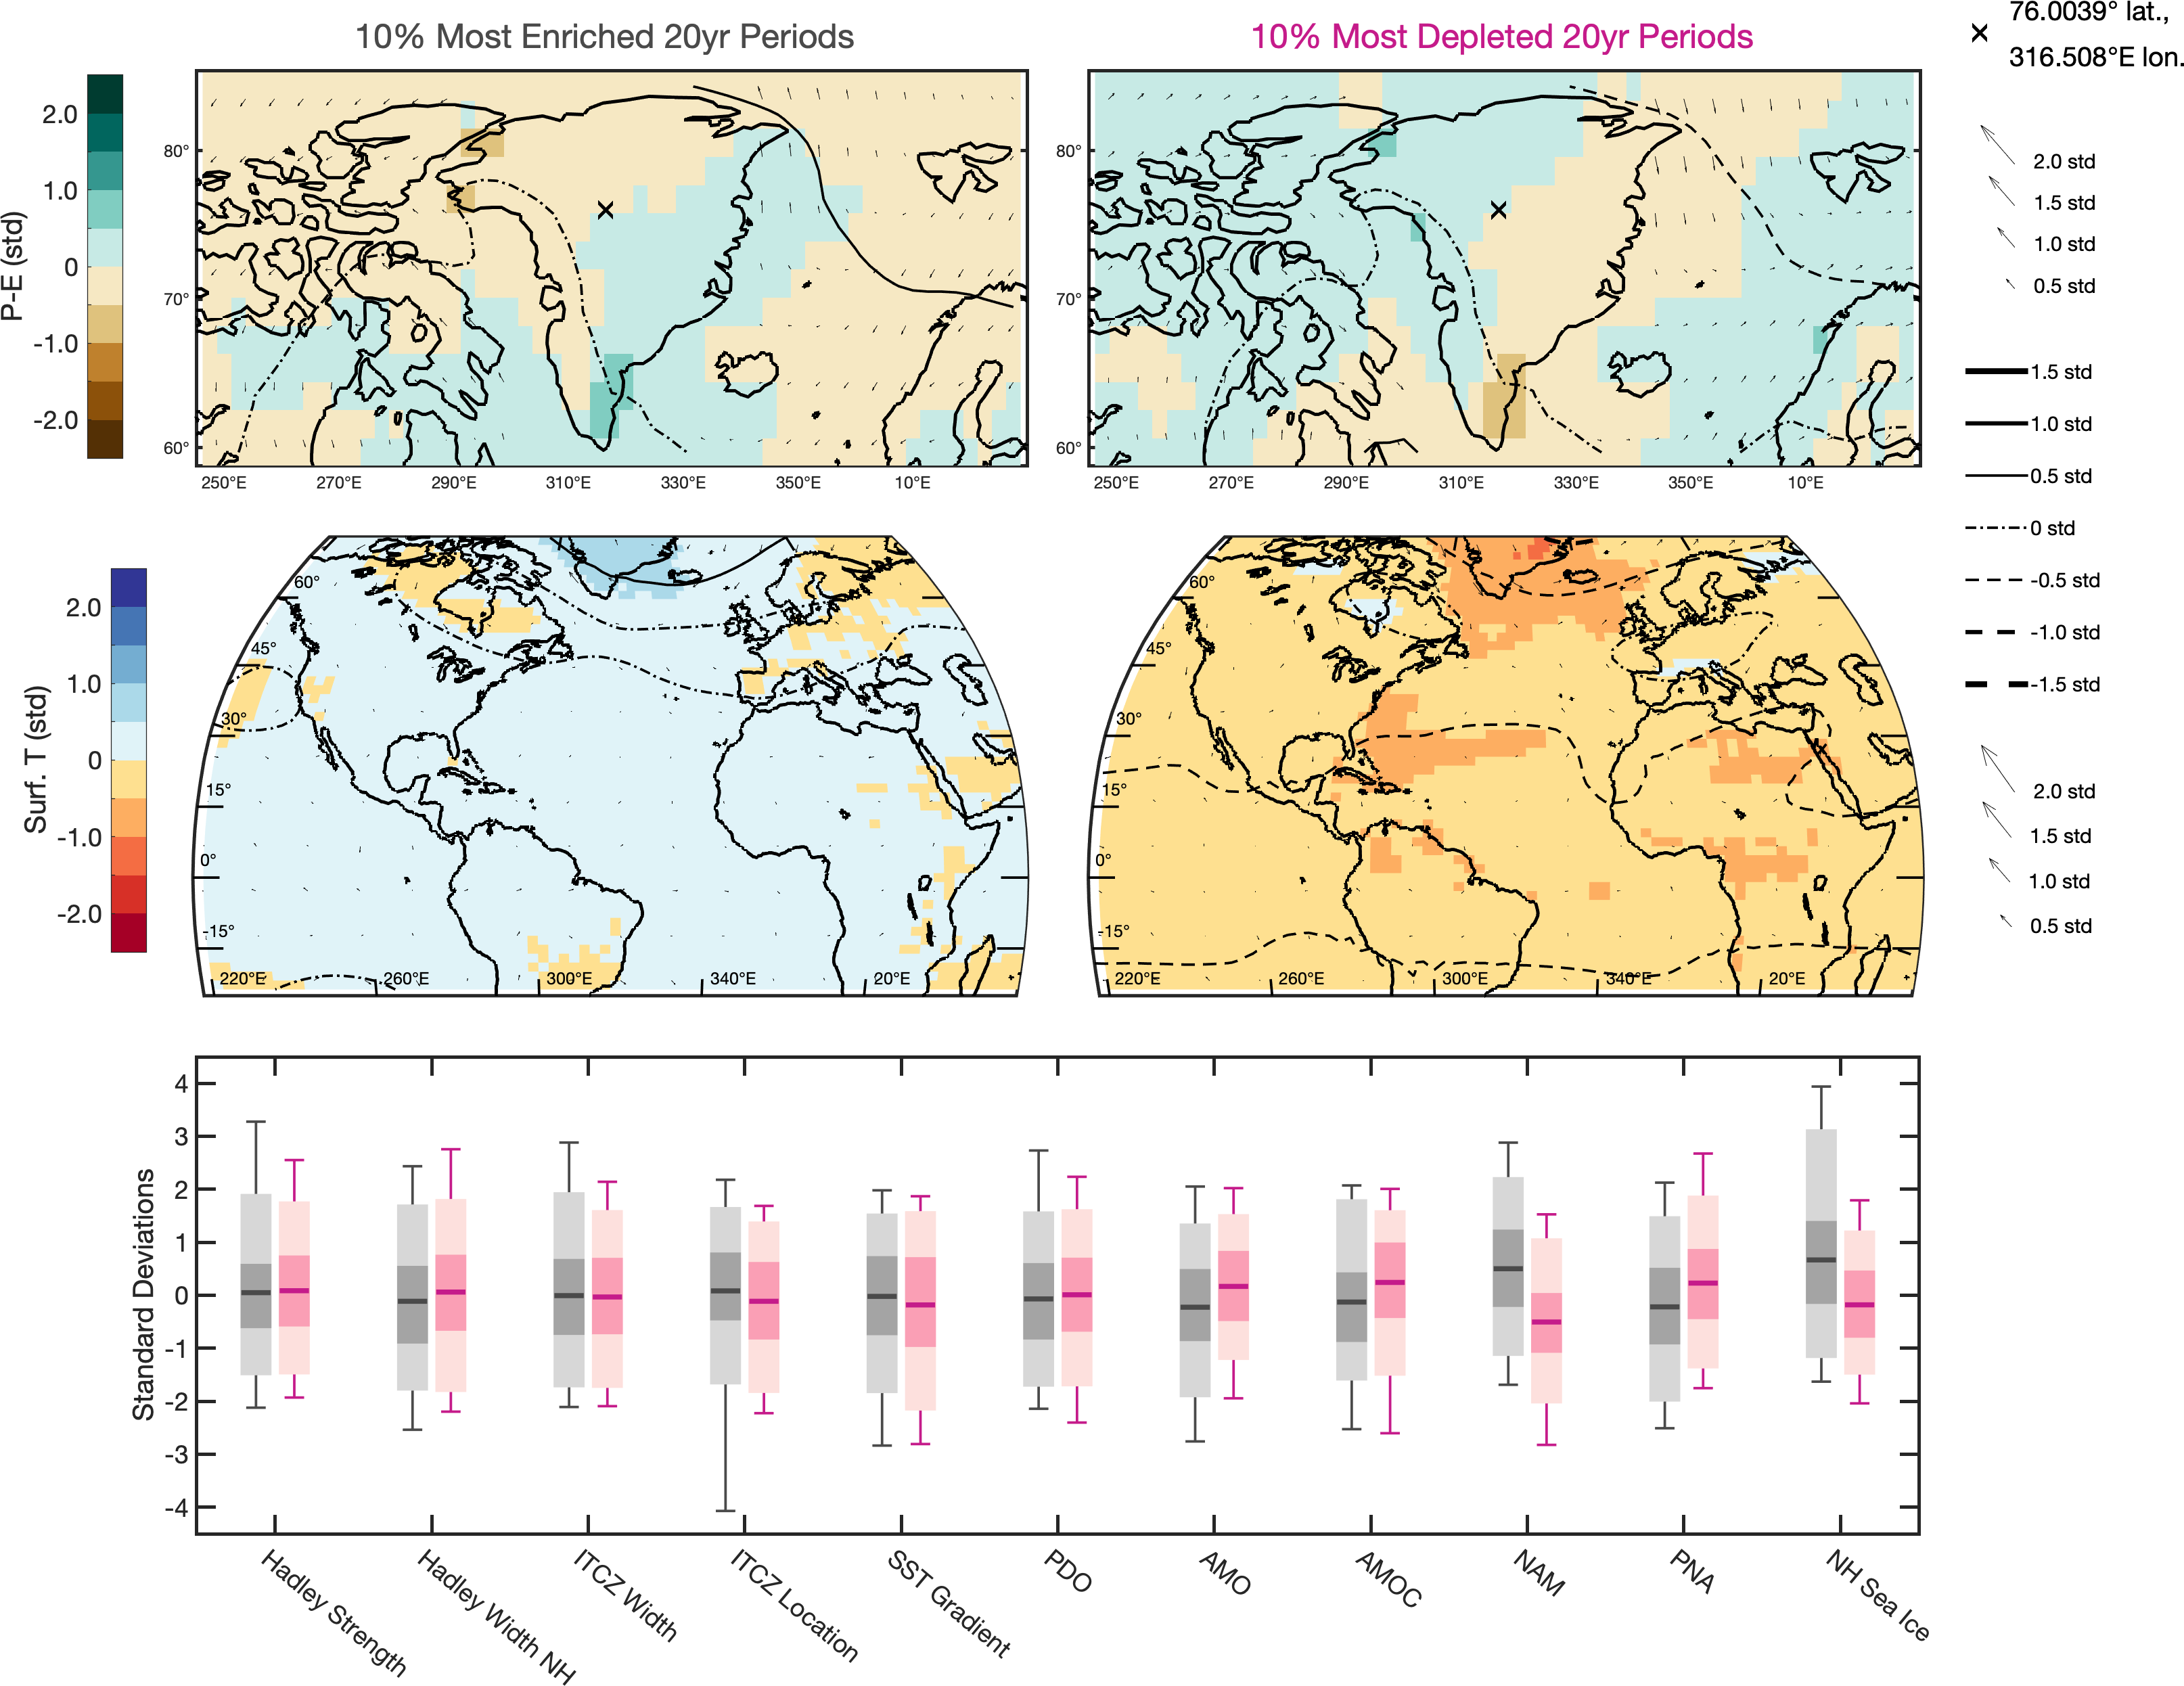 10% Most Enriched 20yr Periods
10% Most Depleted 20yr Periods
76.0039° lat.,
316.508°E lon.
P-E (std)
2.0
1.0
0
-1.0
-2.0
80°
70°
60°
250°E 270°E 290°E 310°E 330°E 350°E 10°E
80°
70°
60°
250°E 270°E 290°E 310°E 330°E 350°E 10°E
2.0 std
1.5 std
1.0 std
0.5 std
1.5 std
1.0 std
0.5 std
0 std
-0.5 std
-1.0 std
-1.5 std
Surf. T (std)
2.0
1.0
0
-1.0
-2.0
60°
45°
30°
15°
0°
-15°
220°E 260°E 300°E 340°E 20°E
60°
45°
30°
15°
0°
-15°
220°E 260°E 300°E 340°E 20°E
2.0 std
1.5 std
1.0 std
0.5 std
Standard Deviations
4
3
2
1
0
-1
-2
-3
-4
Hadley Strength
Hadley Width NH
ITCZ Width
ITCZ Location
SST Gradient
PDO
AMO
AMOC
NAM
PNA
NH Sea Ice